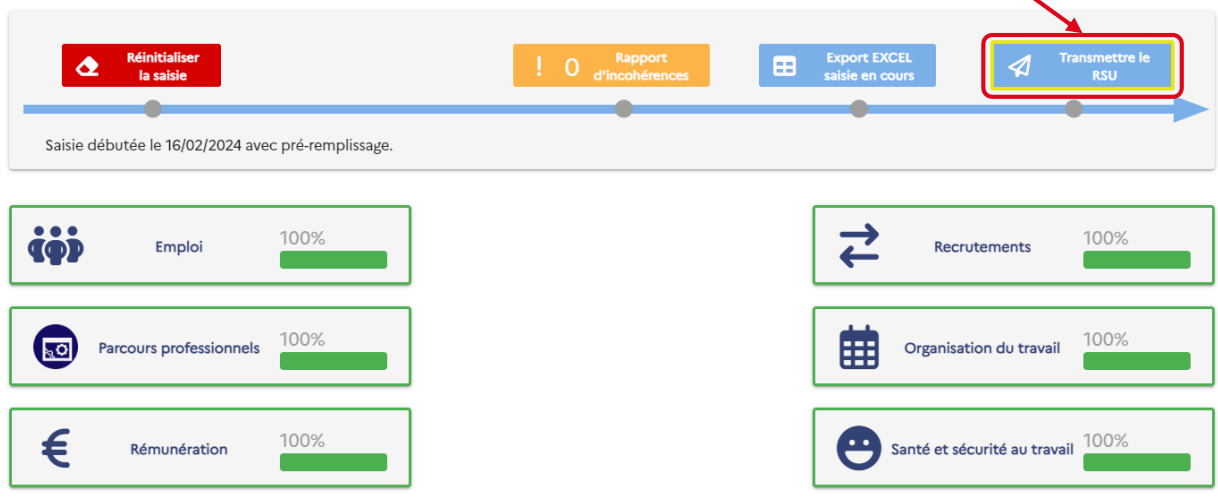 Réinitialiser
la saisie
! 0 Rapport
d'incohérences
Export EXCEL
saisie en cours
Transmettre le
RSU
Saisie débutée le 16/02/2024 avec pré-remplissage.
Emploi 100%
Recrutements 100%
Parcours professionnels 100%
Organisation du travail 100%
€ Rémunération 100%
Santé et sécurité au travail 100%